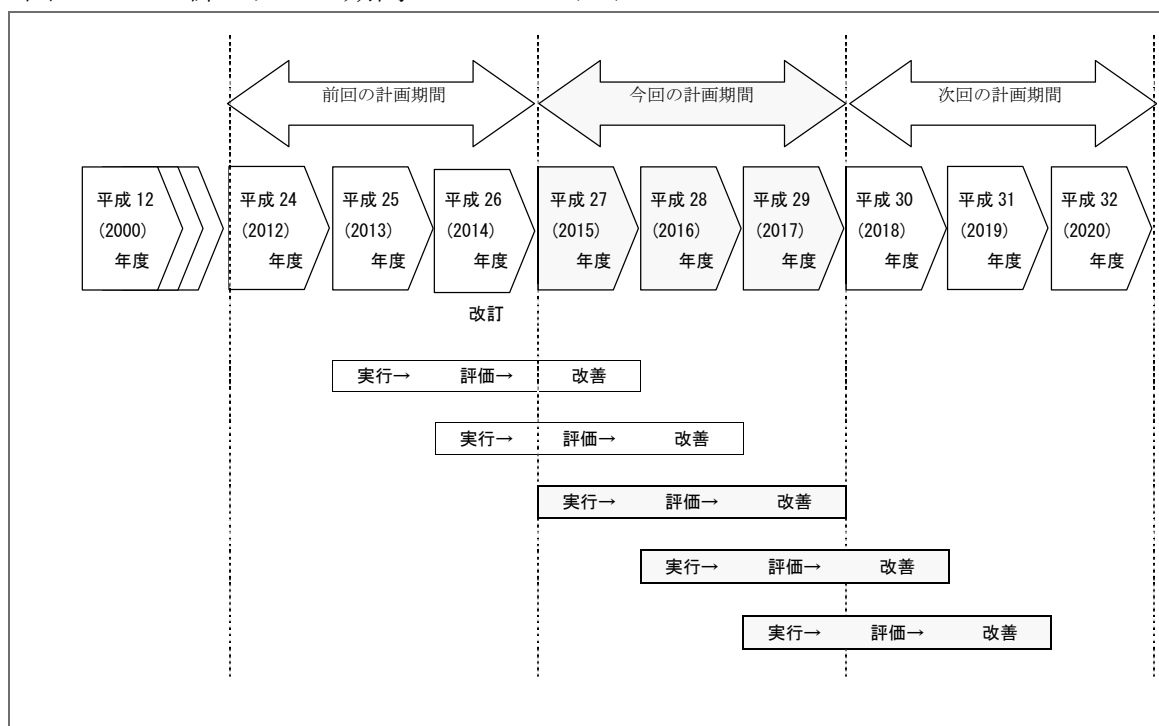 前回の計画期間
今回の計画期間
次回の計画期間
平成 12
(2000)
年度
平成 24
(2012)
年度
平成 25
(2013)
年度
平成 26
(2014)
年度
平成 27
(2015)
年度
平成 28
(2016)
年度
平成 29
(2017)
年度
平成 30
(2018)
年度
平成 31
(2019)
年度
平成 32
(2020)
年度
改訂
実行→ 評価→ 改善
実行→ 評価→ 改善
実行→ 評価→ 改善
実行→ 評価→ 改善
実行→ 評価→ 改善